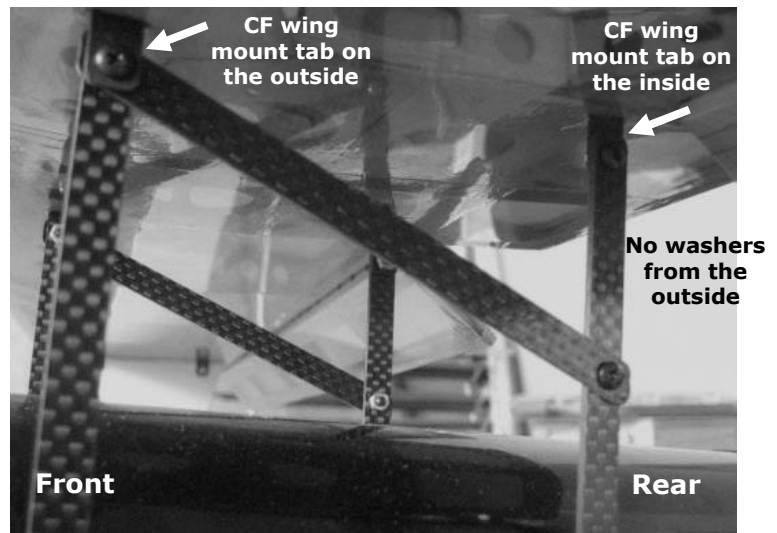 CF wing
mount tab on
the outside
CF wing
mount tab on
the inside
No washers
from the
outside
Front
Rear